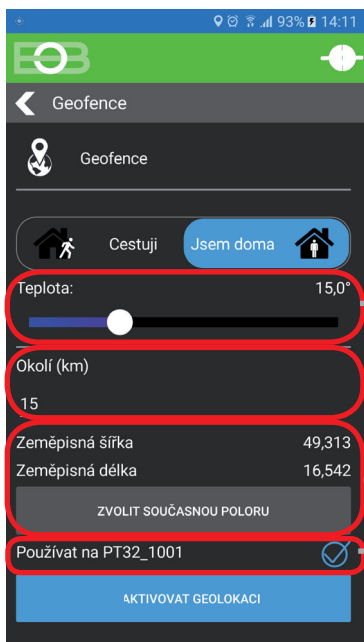 93% 14:11
EOB
Geofence
Geofence
Cestuji Jsem doma
Teplota: 15,0°
Okolí (km)
15
Zeměpisná šířka 49,313
Zeměpisná délka 16,542
ZVOLIT SOUČASNOU POLORU
Používat na PT32_1001
AKTIVOVAT GEOLOKACI